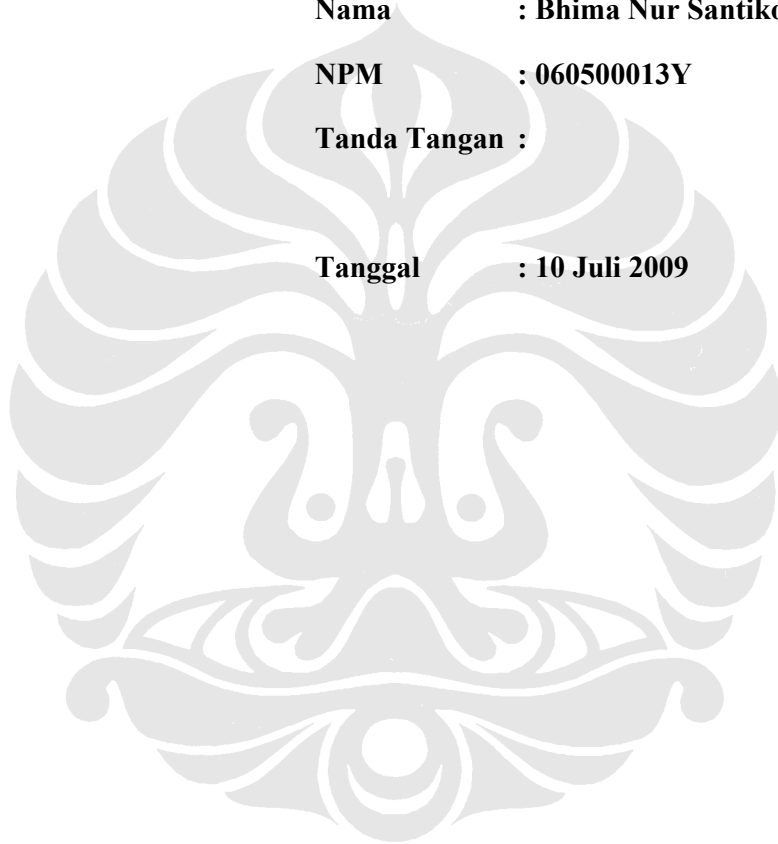 Nama : Bhima Nur Santiko
NPM : 060500013Y
Tanda Tangan :
Tanggal : 10 Juli 2009